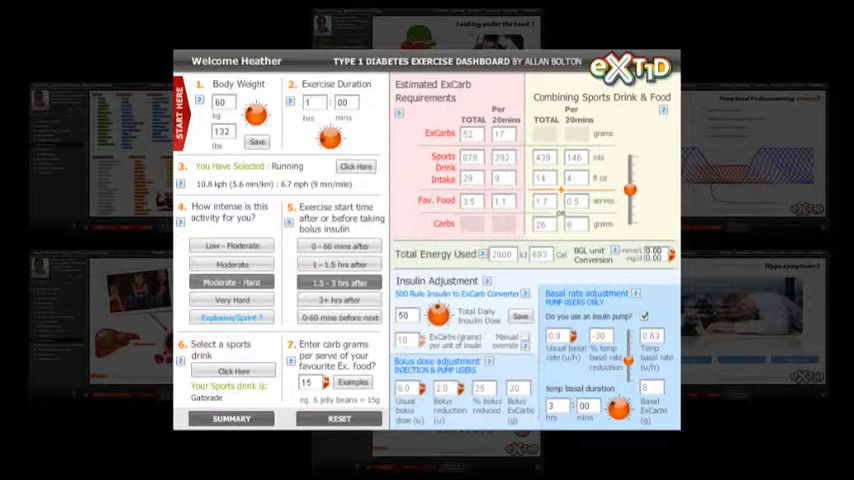 Looking under the hood !
Welcome Heather
TYPE 1 DIABETES EXERCISE DASHBOARD BY ALLAN BOLTON
eXT1D
START HERE
1. Body Weight
60
kg
132
lbs
Save
2. Exercise Duration
1 : 00
hrs mins
3. You Have Selected : Running
Click Here
10.8 kph (5.6 min/km) : 6.7 mph (9 min/mile)
4. How intense is this
activity for you?
Low - Moderate
Moderate
Moderate - Hard
Very Hard
Explosive/Sprint ?
5. Exercise start time
after or before taking
bolus insulin
0 - 60 mins after
1 - 1.5 hrs after
1.5 - 3 hrs after
3+ hrs after
0-60 mins before next
6. Select a sports
drink
Click Here
Your Sports drink is:
Gatorade
7. Enter carb grams
per serve of your
favourite Ex. food?
15
Examples
eg. 6 jelly beans = 15g
SUMMARY
RESET
Estimated ExCarb
Requirements
Combining Sports Drink & Food
TOTAL Per 20mins TOTAL Per 20mins
ExCarbs 52 17 grams
Sports Drink Intake 878 292 439 146 mls
29 9 14 4 fl oz
Fav. Food 3.5 1.1 1.7 0.5 serves
OR
Carbs 26 8 grams
Total Energy Used 2900 kJ 693 Cal
BGL unit
Conversion
mmol/L 0.00
mg/dl 0.00
Insulin Adjustment
500 Rule Insulin to ExCarb Converter
50
Total Daily
Insulin Dose
Save
10
ExCarbs (grams)
per unit of insulin
Manual
override
Bolus dose adjustment
INJECTION & PUMP USERS
8.0 2.0 25 20
Usual bolus dose (u)
Bolus reduction (u)
% bolus reduced
Bolus ExCarbs (g)
Basal rate adjustment
PUMP USERS ONLY
Do you use an insulin pump?
0.9 -30 0.63
Usual basal rate (u/h)
% temp basal rate reduction
Temp basal rate (u/h)
temp basal duration
3 : 00
hrs mins
8
Basal ExCarbs (g)